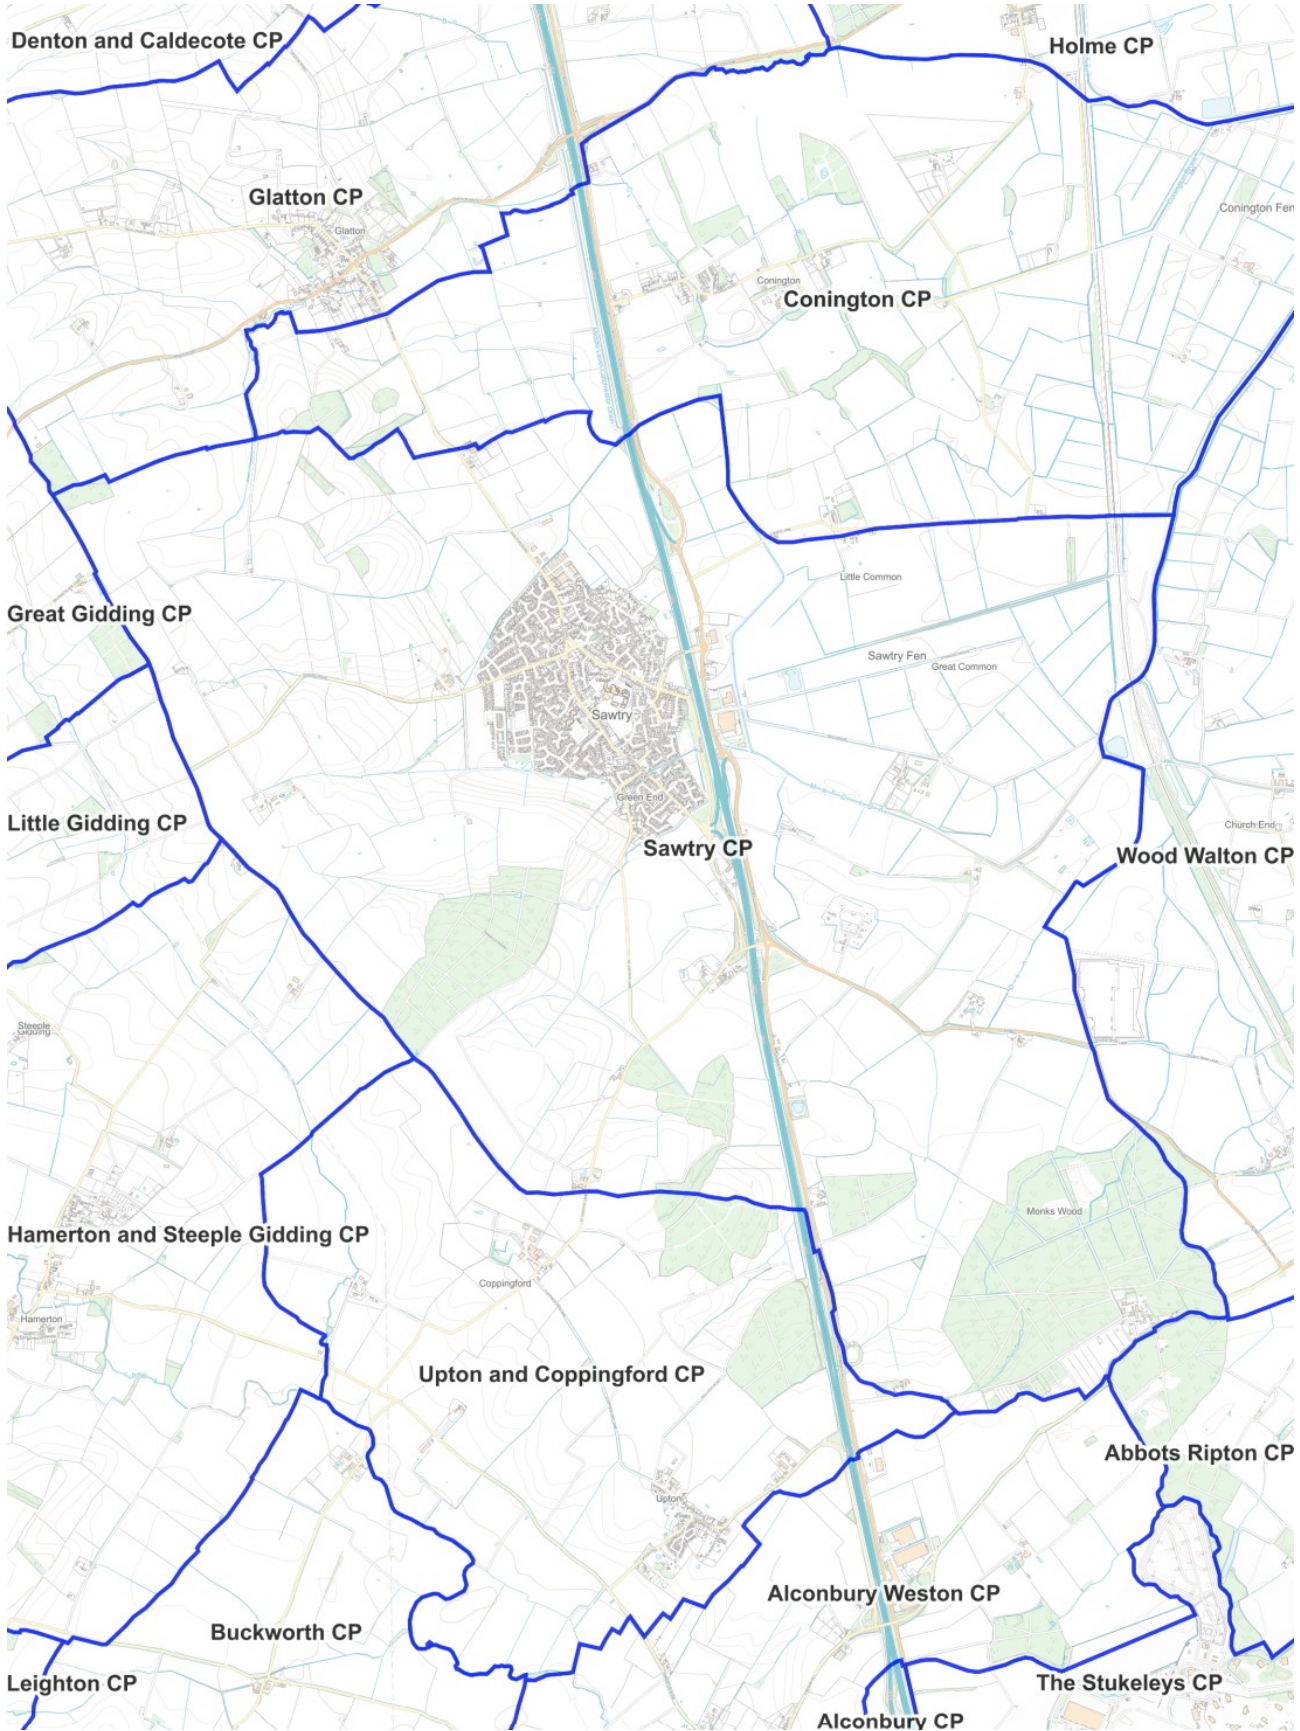 Denton and Caldecote CP
Holme CP
Glatton CP
Conington Fen
Glatton
Conington
Conington CP
Little Common
Great Gidding CP
Sawtry Fen
Great Common
Sawtry
Green End
Little Gidding CP
Church End
Sawtry CP
Wood Walton CP
Steeple
Gidding
Monks Wood
Hamerton and Steeple Gidding CP
Coppingford
Hamerton
Upton and Coppingford CP
Abbots Ripton CP
Upton
Alconbury Weston CP
Buckworth CP
Leighton CP
The Stukeleys CP
Alconbury CP